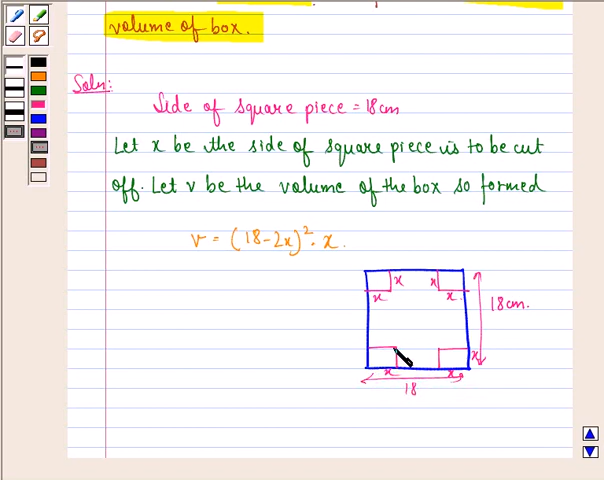 volume of box.
Soln:
Side of square piece = 18cm
Let x be the side of square piece is to be cut
off. Let v be the volume of the box so formed
v = (18-2x)². x.
x x
x x.
18cm.
x
x x
18